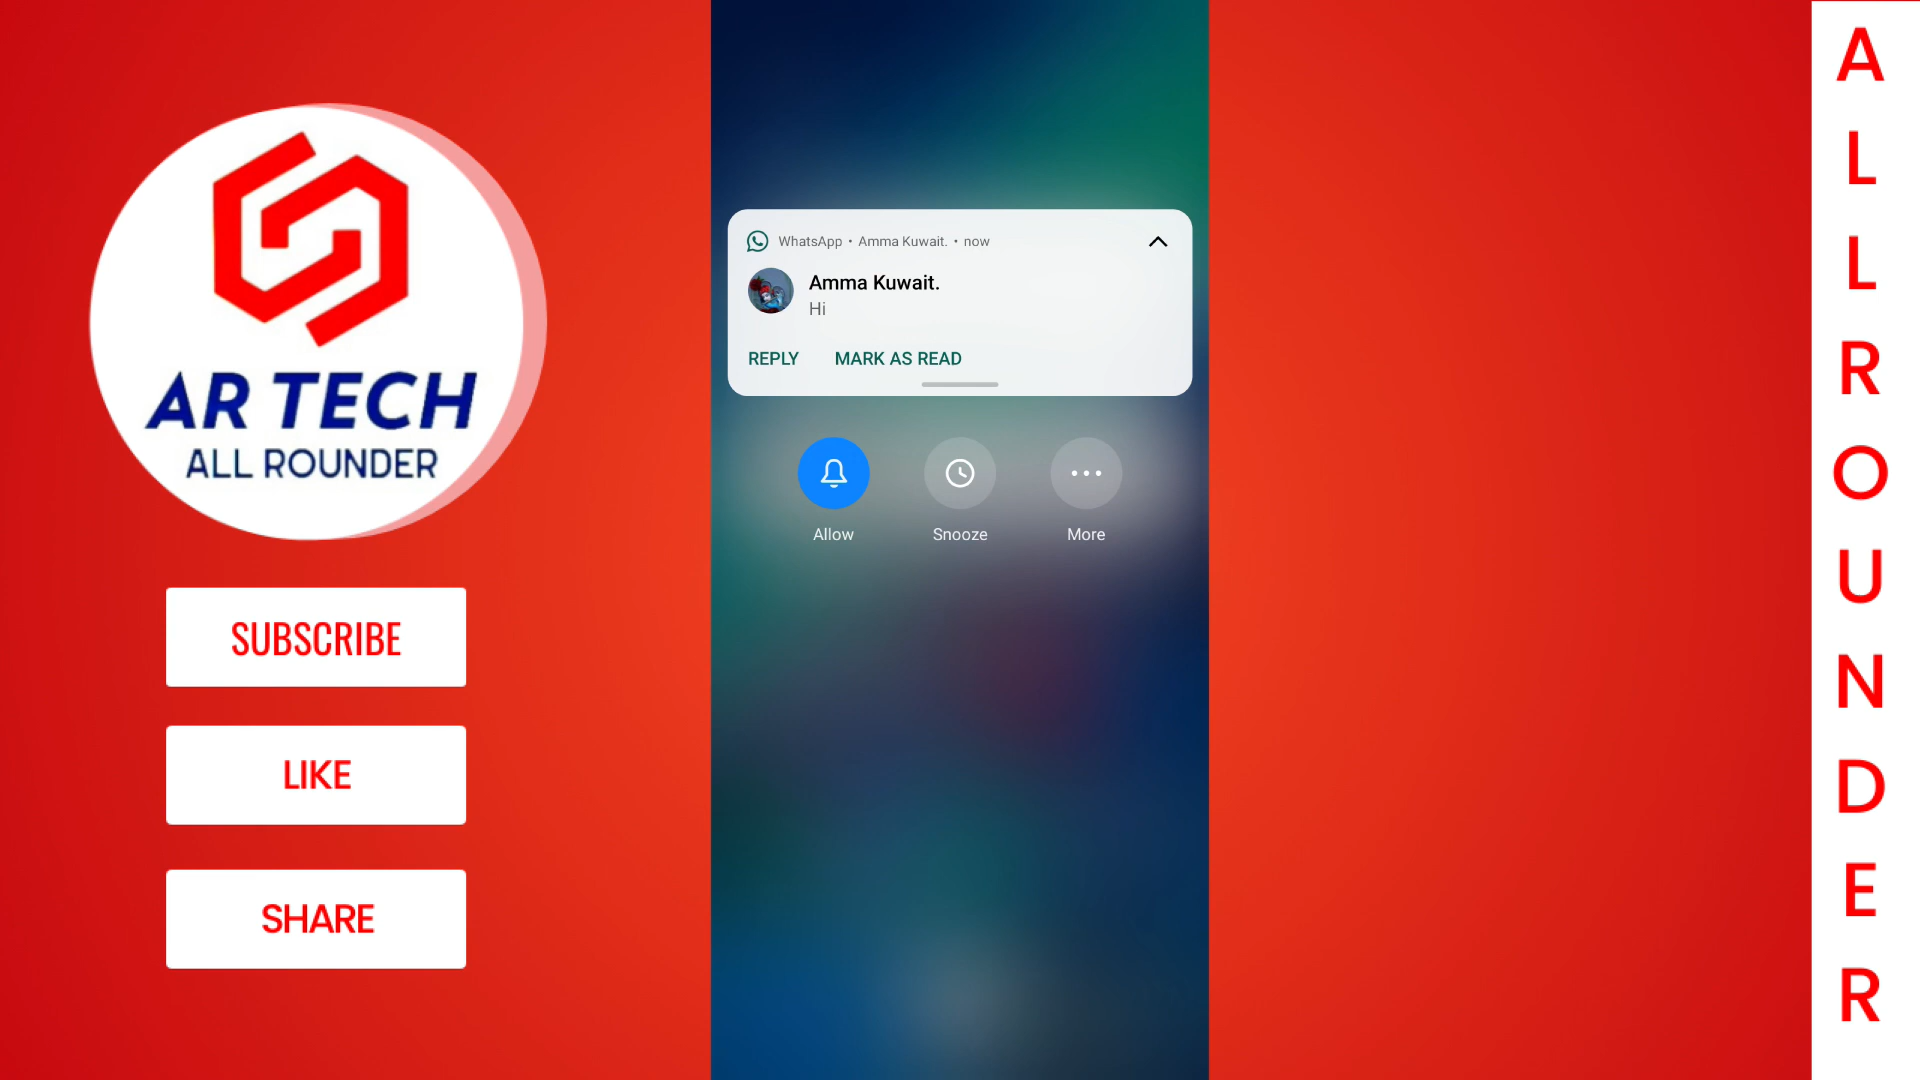 AR TECH
ALL ROUNDER
SUBSCRIBE
LIKE
SHARE
WhatsApp • Amma Kuwait. • now
Amma Kuwait.
Hi
REPLY MARK AS READ
Allow Snooze More
A
L
L
R
O
U
N
D
E
R